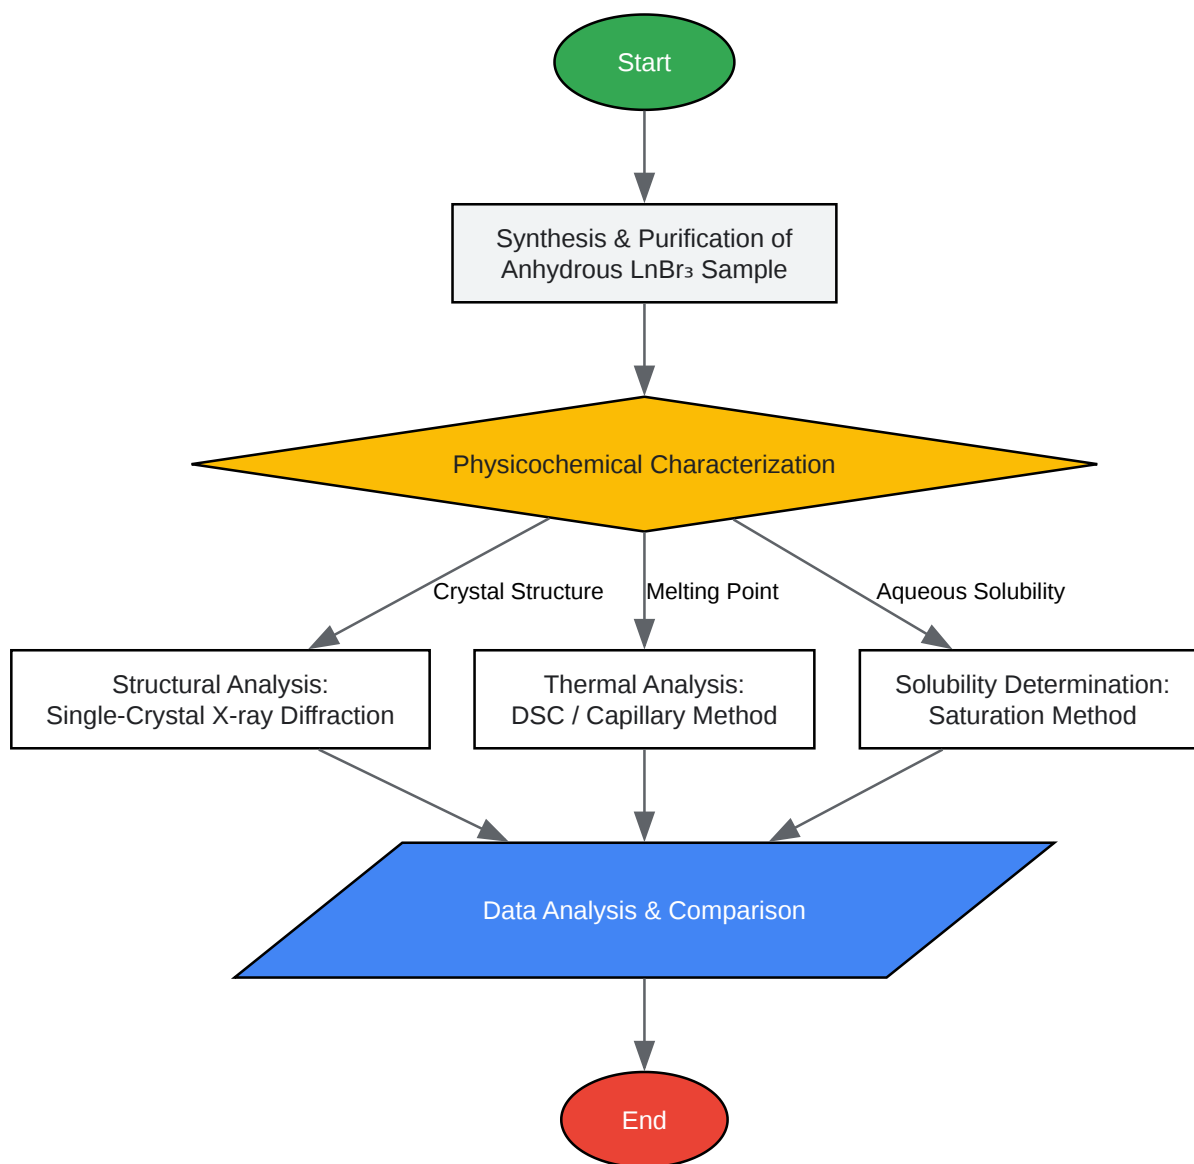 Start
Synthesis & Purification of
Anhydrous LnBr₃ Sample
Physicochemical Characterization
Crystal Structure
Melting Point
Aqueous Solubility
Structural Analysis:
Single-Crystal X-ray Diffraction
Thermal Analysis:
DSC / Capillary Method
Solubility Determination:
Saturation Method
Data Analysis & Comparison
End